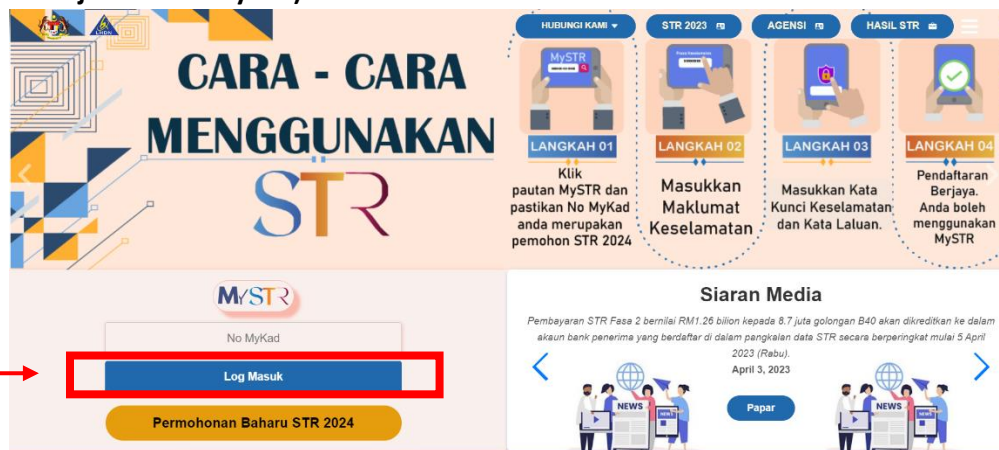 HUBUNGI KAMI
STR 2023
AGENSI
HASIL STR
LHDN
CARA - CARA
MENGGUNAKAN
STR
MySTR
LANGKAH 01
Klik
pautan MySTR dan
pastikan No MyKad
anda merupakan
pemohon STR 2024
LANGKAH 02
Masukkan
Maklumat
Keselamatan
LANGKAH 03
Masukkan Kata
Kunci Keselamatan
dan Kata Laluan.
LANGKAH 04
Pendaftaran
Berjaya.
Anda boleh
menggunakan
MySTR
MYSTR
No MyKad
Log Masuk
Permohonan Baharu STR 2024
Siaran Media
Pembayaran STR Fasa 2 bernilai RM1.26 bilion kepada 8.7 juta golongan B40 akan dikreditkan ke dalam
akaun bank penerima yang berdaftar di dalam pangkalan data STR secara berperingkat mulai 5 April
2023 (Rabu).
April 3, 2023
NEWS
Papar
NEWS